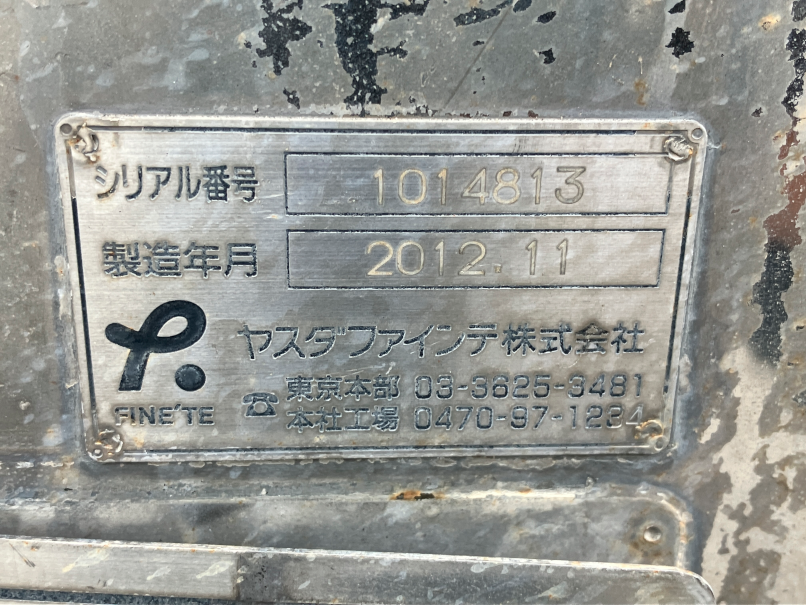 シリアル番号 1014813
製造年月 2012.11
ヤスダファインテ株式会社
FINE'TE
☎ 東京本部 03-3625-3481
本社工場 0470-97-1234